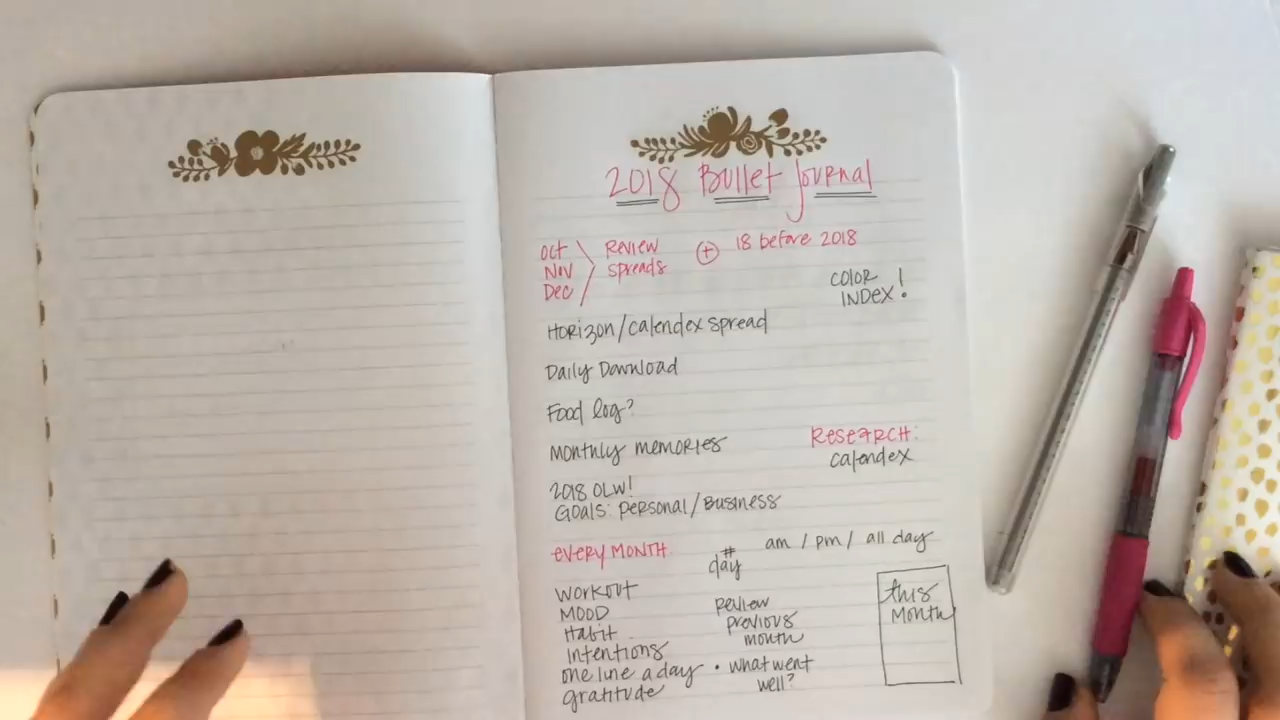 2018 Bullet Journal
Oct
Nov
Dec
Review
spreads
+ 18 before 2018
COLOR
INDEX!
Horizon/calendex spread
Daily Download
Food log?
Monthly memories
RESEARCH:
calendex
2018 OLW!
GOALS: personal/Business
every MONTH
# day
am / pm / all day
WORKOUT
MOOD
Habit
Intentions
one line a day
gratitude
Review
previous
month
• what went
well?
this
Month